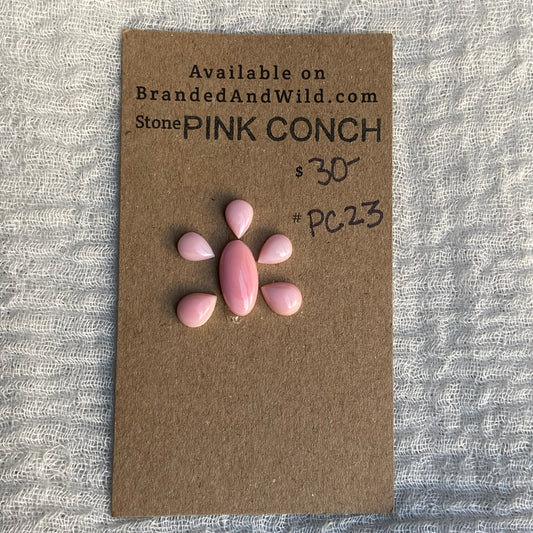 Available on
BrandedAndWild.com
Stone PINK CONCH
$ 30-
# PC23